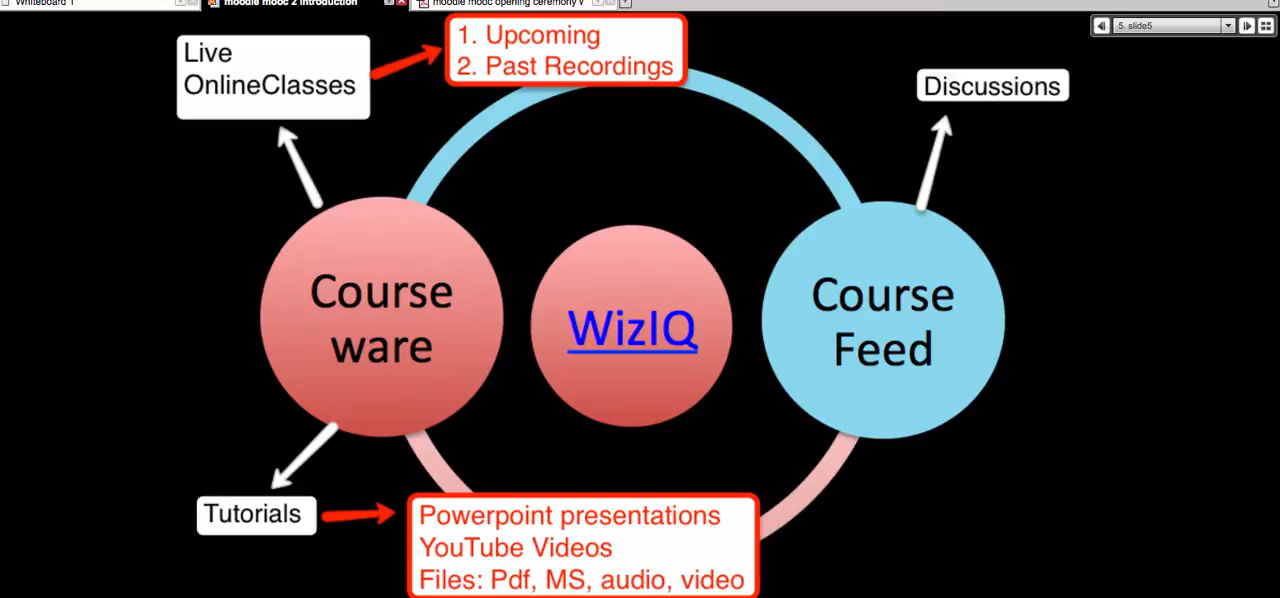 Whiteboard 1
moodle mooc 2 introduction
moodle mooc opening ceremony v
5. slide5
Live
OnlineClasses
1. Upcoming
2. Past Recordings
Discussions
Course
ware
WizIQ
Course
Feed
Tutorials
Powerpoint presentations
YouTube Videos
Files: Pdf, MS, audio, video